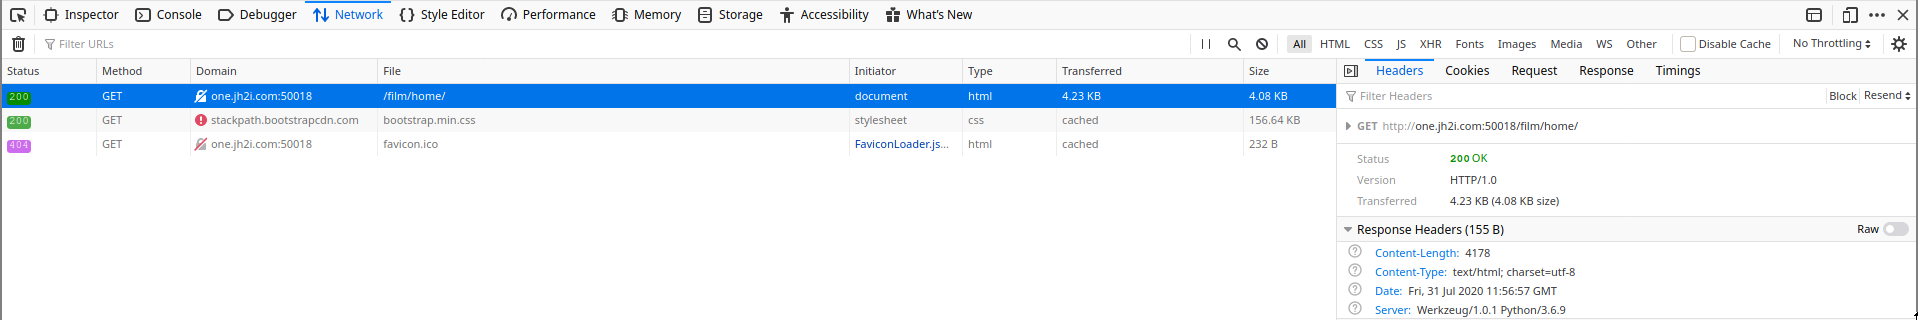 Inspector Console Debugger Network Style Editor Performance Memory Storage Accessibility What's New
Filter URLs All HTML CSS JS XHR Fonts Images Media WS Other Disable Cache No Throttling
Status Method Domain File Initiator Type Transferred Size
200 GET one.jh2i.com:50018 /film/home/ document html 4.23 KB 4.08 KB
200 GET stackpath.bootstrapcdn.com bootstrap.min.css stylesheet css cached 156.64 KB
404 GET one.jh2i.com:50018 favicon.ico FaviconLoader.js... html cached 232 B
Headers Cookies Request Response Timings
Filter Headers Block Resend
GET http://one.jh2i.com:50018/film/home/
Status 200 OK
Version HTTP/1.0
Transferred 4.23 KB (4.08 KB size)
Response Headers (155 B) Raw
Content-Length: 4178
Content-Type: text/html; charset=utf-8
Date: Fri, 31 Jul 2020 11:56:57 GMT
Server: Werkzeug/1.0.1 Python/3.6.9